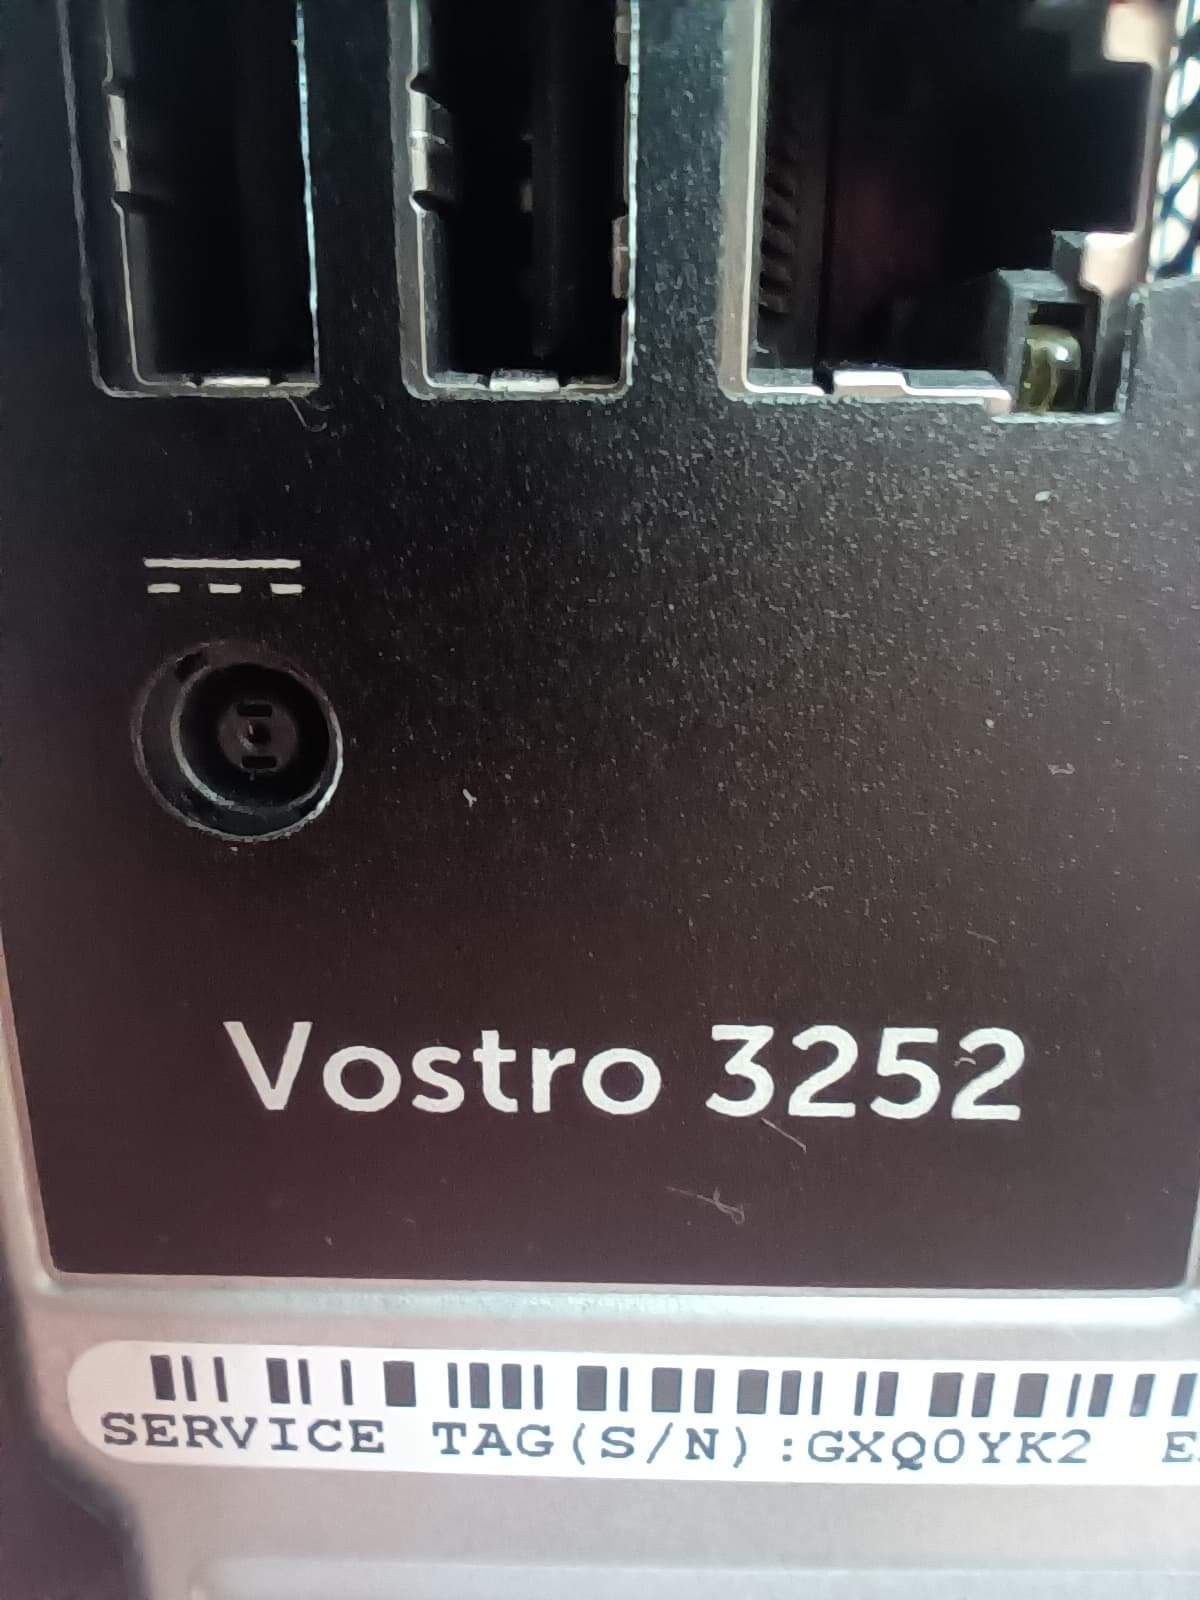 Vostro 3252
SERVICE TAG(S/N):GXQ0YK2